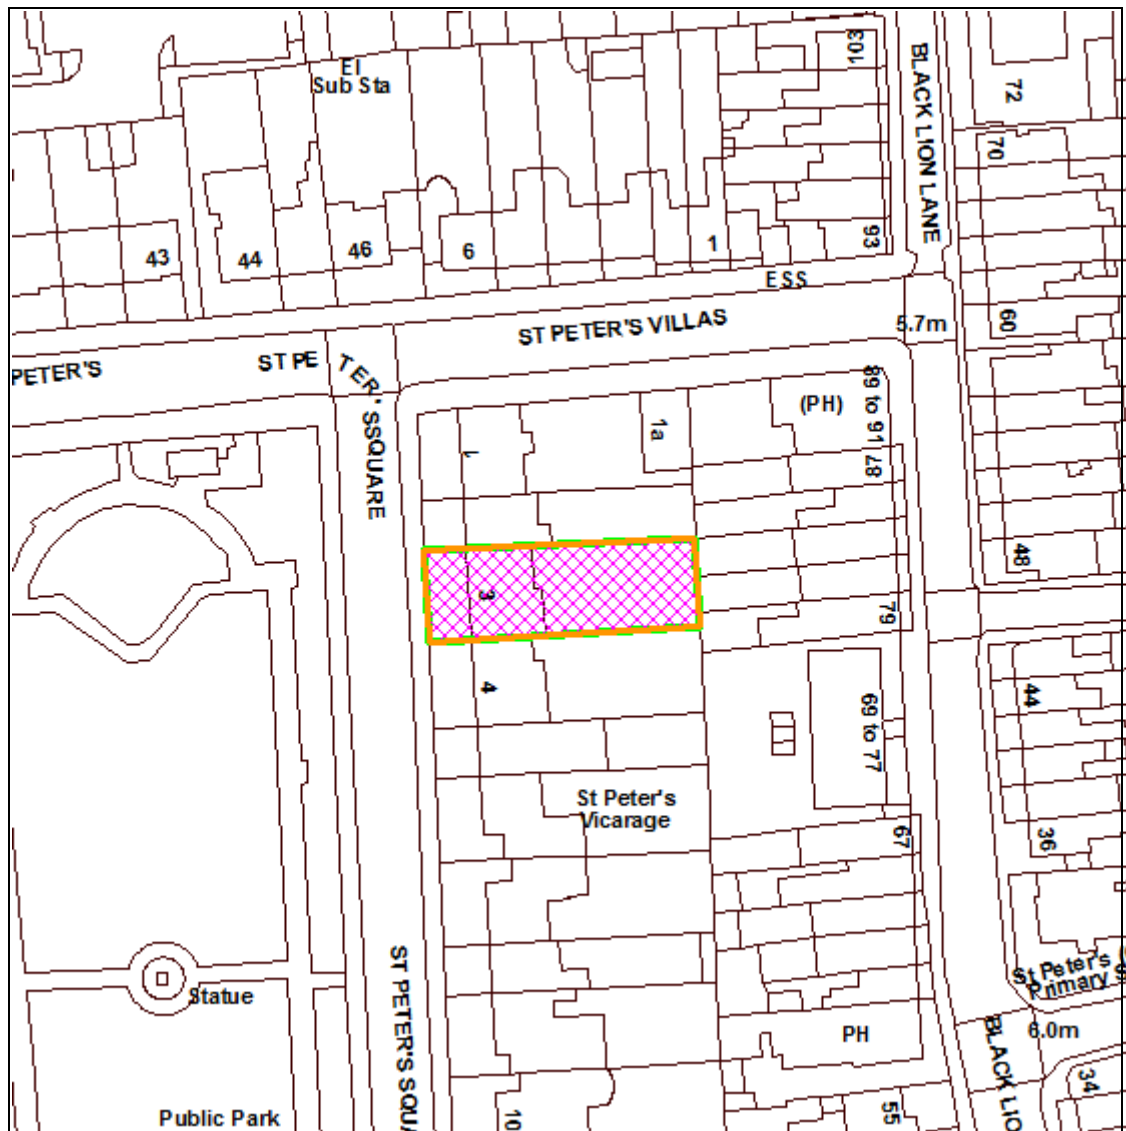 El
Sub Sta
103
BLACK LION LANE
72
70
43
44
46
6
1
93
ESS
ST PETER'S VILLAS
5.7m
60
PETER'S
ST PE
TER' SSQUARE
(PH)
89 to 91
87
1a
1
48
3
79
4
44
69 to 77
St Peter's
Vicarage
67
36
ST PETER'S SQUA
Statue
St Peter's
Primary S
PH
6.0m
BLACK LIO
34
Public Park
10
55